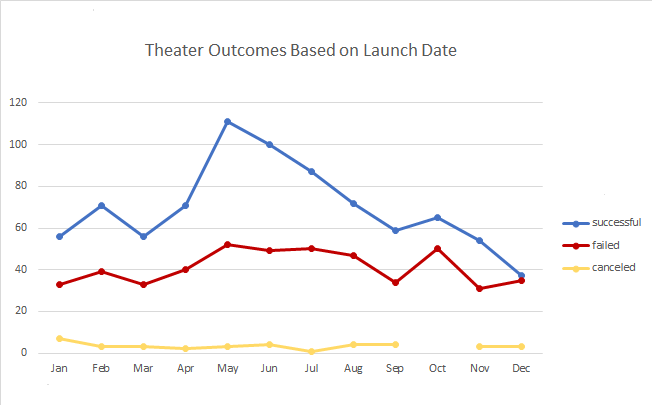 Theater Outcomes Based on Launch Date
120
100
80
60
40
20
0
Jan Feb Mar Apr May Jun Jul Aug Sep Oct Nov Dec
successful
failed
canceled